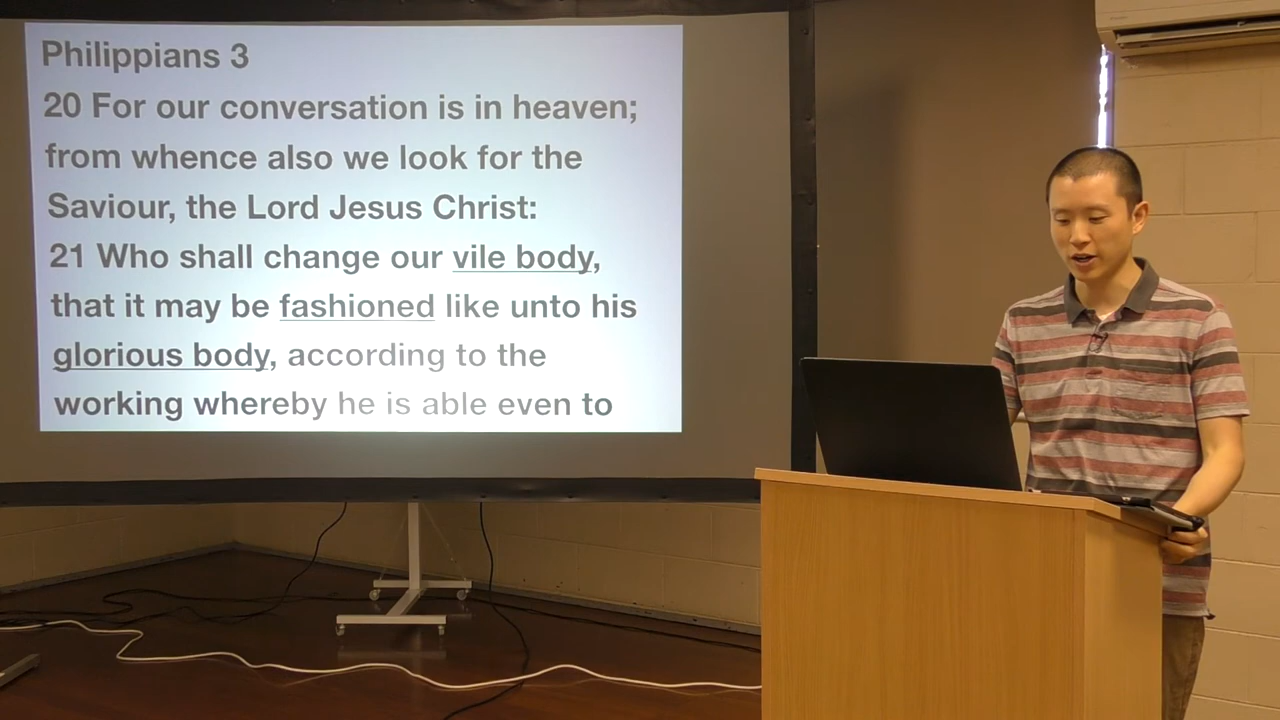 Philippians 3
20 For our conversation is in heaven;
from whence also we look for the
Saviour, the Lord Jesus Christ:
21 Who shall change our vile body,
that it may be fashioned like unto his
glorious body, according to the
working whereby he is able even to